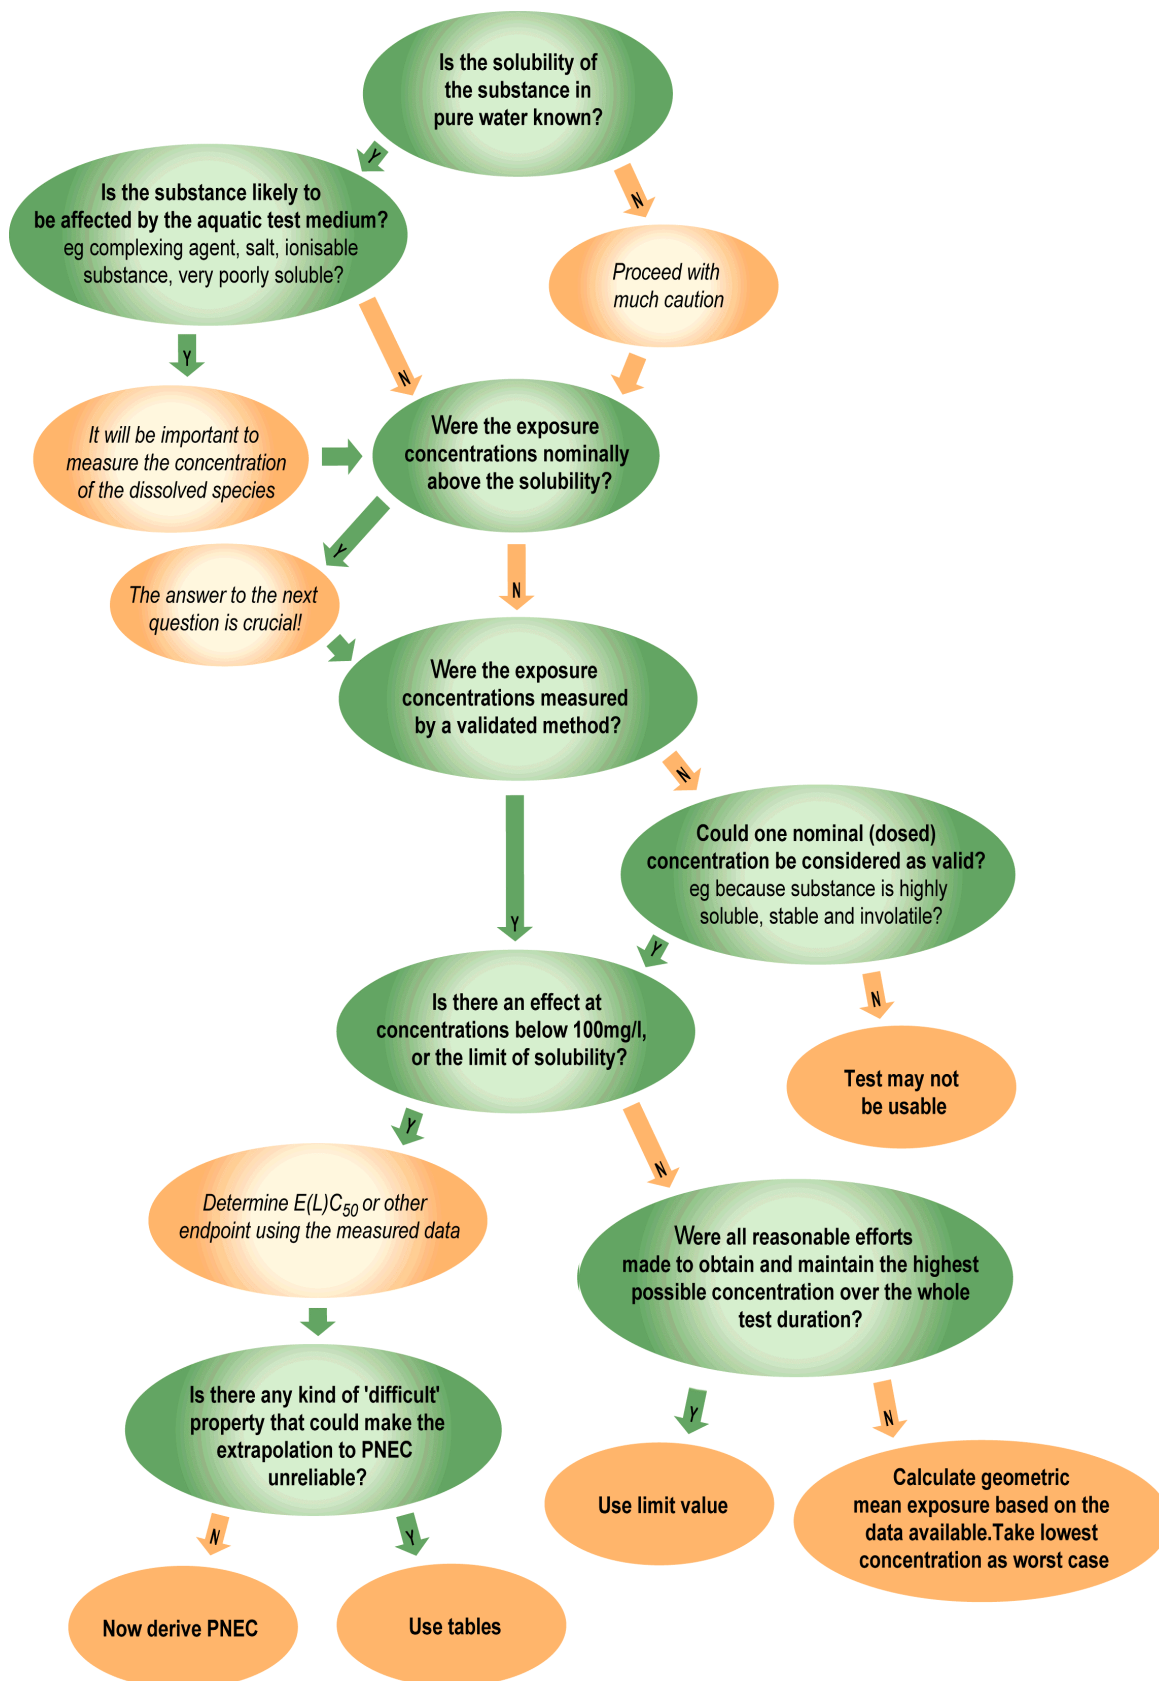 Is the solubility of
the substance in
pure water known?
Y
N
Is the substance likely to
be affected by the aquatic test medium?
eg complexing agent, salt, ionisable
substance, very poorly soluble?
Proceed with
much caution
Y
N
It will be important to
measure the concentration
of the dissolved species
Were the exposure
concentrations nominally
above the solubility?
Y
N
The answer to the next
question is crucial!
Were the exposure
concentrations measured
by a validated method?
N
Y
Could one nominal (dosed)
concentration be considered as valid?
eg because substance is highly
soluble, stable and involatile?
Y
N
Is there an effect at
concentrations below 100mg/l,
or the limit of solubility?
Test may not
be usable
Y
N
Determine E(L)C50 or other
endpoint using the measured data
Were all reasonable efforts
made to obtain and maintain the highest
possible concentration over the whole
test duration?
Is there any kind of 'difficult'
property that could make the
extrapolation to PNEC
unreliable?
Y
N
Use limit value
Calculate geometric
mean exposure based on the
data available.Take lowest
concentration as worst case
N
Y
Now derive PNEC
Use tables